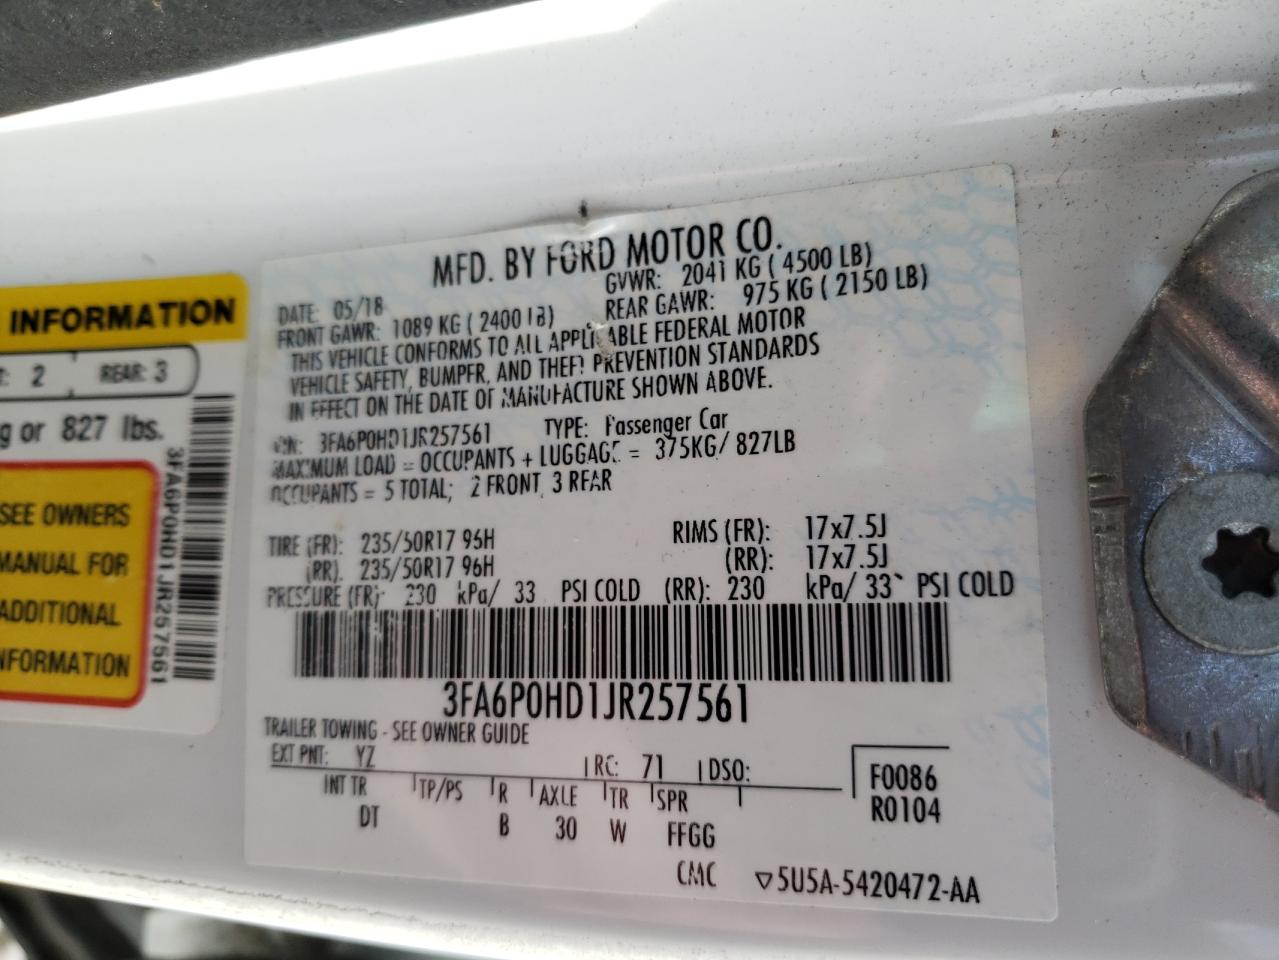 INFORMATION
2 REAR: 3
g or 827 lbs.
SEE OWNERS
MANUAL FOR
ADDITIONAL
INFORMATION
3FA6P0HD1JR257561
MFD. BY FORD MOTOR CO.
DATE: 05/18 GVWR: 2041 KG ( 4500 LB)
FRONT GAWR: 1089 KG ( 2400 LB) REAR GAWR: 975 KG ( 2150 LB)
THIS VEHICLE CONFORMS TO ALL APPLICABLE FEDERAL MOTOR
VEHICLE SAFETY, BUMPER, AND THEFT PREVENTION STANDARDS
IN EFFECT ON THE DATE OF MANUFACTURE SHOWN ABOVE.
VIN: 3FA6P0HD1JR257561 TYPE: Passenger Car
MAXIMUM LOAD = OCCUPANTS + LUGGAGE = 375KG/ 827LB
OCCUPANTS = 5 TOTAL; 2 FRONT, 3 REAR
TIRE (FR): 235/50R17 96H RIMS (FR): 17x7.5J
(RR): 235/50R17 96H (RR): 17x7.5J
PRESSURE (FR): 230 kPa/ 33 PSI COLD (RR): 230 kPa/ 33 PSI COLD
3FA6P0HD1JR257561
TRAILER TOWING - SEE OWNER GUIDE
EXT PNT: YZ RC: 71 DSO:
INT TR TP/PS R AXLE TR SPR F0086
DT B 30 W FFGG R0104
CMC ▽5U5A-5420472-AA